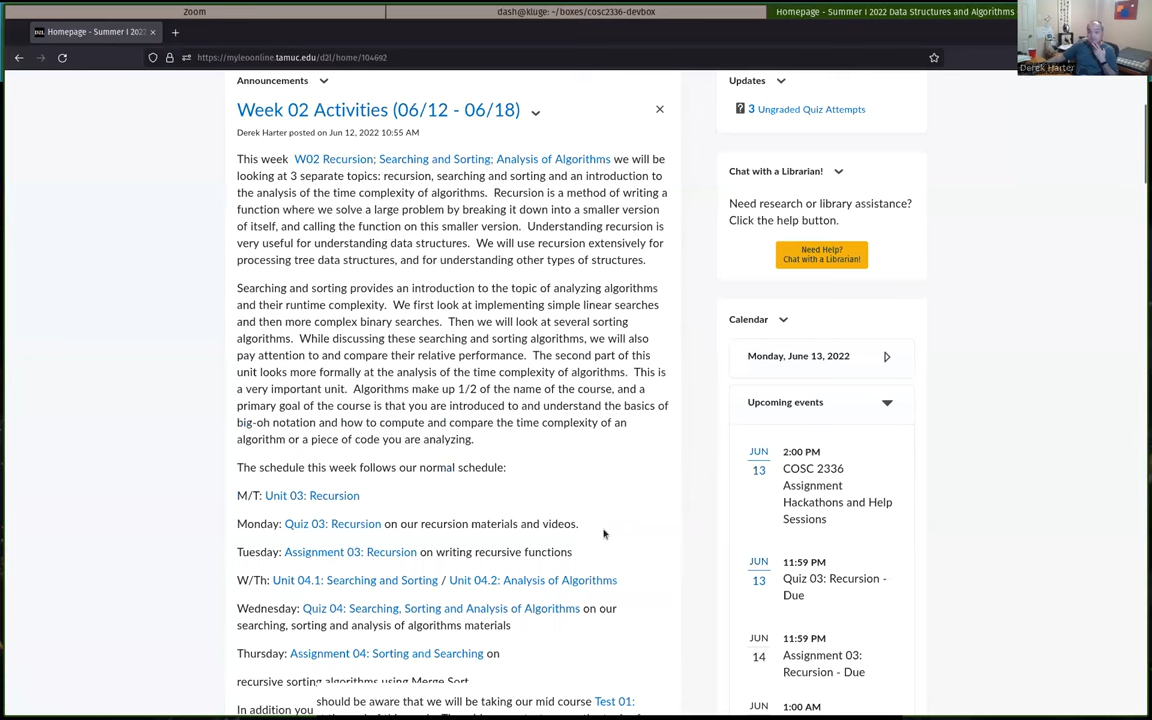 Zoom
dash@kluge: ~/boxes/cosc2336-devbox
Homepage - Summer I 2022 Data Structures and Algorithms
D2L
Homepage - Summer I 202
https://myleoonline.tamuc.edu/d2l/home/104692
Derek Harter
Announcements
Week 02 Activities (06/12 - 06/18)
Derek Harter posted on Jun 12, 2022 10:55 AM
This week W02 Recursion; Searching and Sorting; Analysis of Algorithms we will be
looking at 3 separate topics: recursion, searching and sorting and an introduction to
the analysis of the time complexity of algorithms. Recursion is a method of writing a
function where we solve a large problem by breaking it down into a smaller version
of itself, and calling the function on this smaller version. Understanding recursion is
very useful for understanding data structures. We will use recursion extensively for
processing tree data structures, and for understanding other types of structures.
Searching and sorting provides an introduction to the topic of analyzing algorithms
and their runtime complexity. We first look at implementing simple linear searches
and then more complex binary searches. Then we will look at several sorting
algorithms. While discussing these searching and sorting algorithms, we will also
pay attention to and compare their relative performance. The second part of this
unit looks more formally at the analysis of the time complexity of algorithms. This is
a very important unit. Algorithms make up 1/2 of the name of the course, and a
primary goal of the course is that you are introduced to and understand the basics of
big-oh notation and how to compute and compare the time complexity of an
algorithm or a piece of code you are analyzing.
The schedule this week follows our normal schedule:
M/T: Unit 03: Recursion
Monday: Quiz 03: Recursion on our recursion materials and videos.
Tuesday: Assignment 03: Recursion on writing recursive functions
W/Th: Unit 04.1: Searching and Sorting / Unit 04.2: Analysis of Algorithms
Wednesday: Quiz 04: Searching, Sorting and Analysis of Algorithms on our
searching, sorting and analysis of algorithms materials
Thursday: Assignment 04: Sorting and Searching on
recursive sorting algorithms using Merge Sort
In addition you should be aware that we will be taking our mid course Test 01:
Updates
3 Ungraded Quiz Attempts
Chat with a Librarian!
Need research or library assistance?
Click the help button.
Need Help?
Chat with a Librarian!
Calendar
Monday, June 13, 2022
Upcoming events
JUN
13
2:00 PM
COSC 2336
Assignment
Hackathons and Help
Sessions
JUN
13
11:59 PM
Quiz 03: Recursion -
Due
JUN
14
11:59 PM
Assignment 03:
Recursion - Due
JUN
1:00 AM